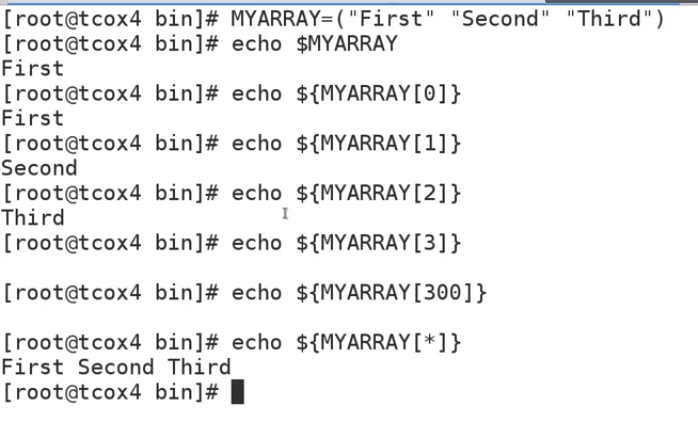 [root@tcox4 bin]# MYARRAY=("First" "Second" "Third")
[root@tcox4 bin]# echo $MYARRAY
First
[root@tcox4 bin]# echo ${MYARRAY[0]}
First
[root@tcox4 bin]# echo ${MYARRAY[1]}
Second
[root@tcox4 bin]# echo ${MYARRAY[2]}
Third
[root@tcox4 bin]# echo ${MYARRAY[3]}
[root@tcox4 bin]# echo ${MYARRAY[300]}
[root@tcox4 bin]# echo ${MYARRAY[*]}
First Second Third
[root@tcox4 bin]#